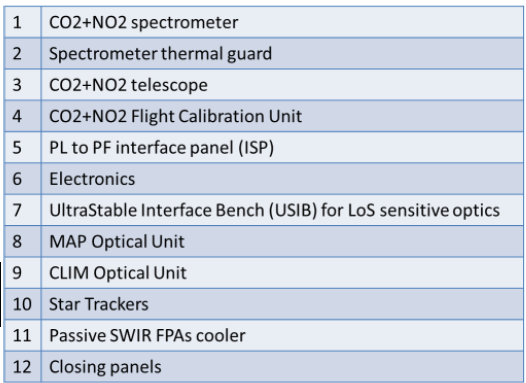 1 CO2+NO2 spectrometer
2 Spectrometer thermal guard
3 CO2+NO2 telescope
4 CO2+NO2 Flight Calibration Unit
5 PL to PF interface panel (ISP)
6 Electronics
7 UltraStable Interface Bench (USIB) for LoS sensitive optics
8 MAP Optical Unit
9 CLIM Optical Unit
10 Star Trackers
11 Passive SWIR FPAs cooler
12 Closing panels